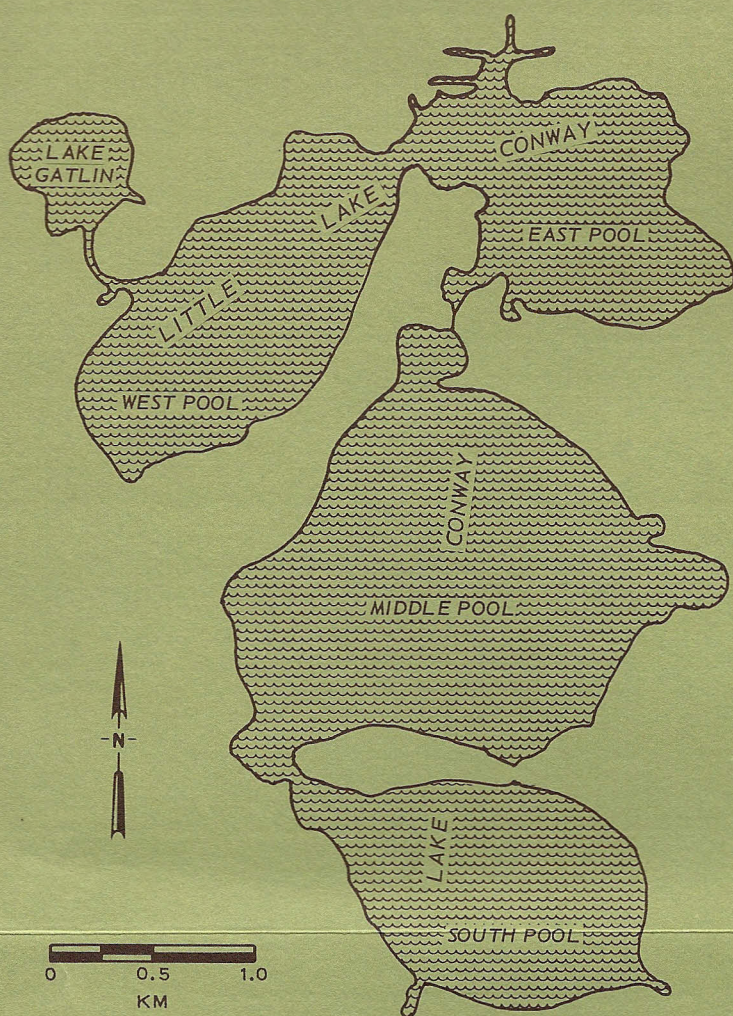 CONWAY
LAKE
GATLIN
LAKE
EAST POOL
LITTLE
WEST POOL
CONWAY
MIDDLE POOL
-N-
LAKE
SOUTH POOL
0 0.5 1.0
KM